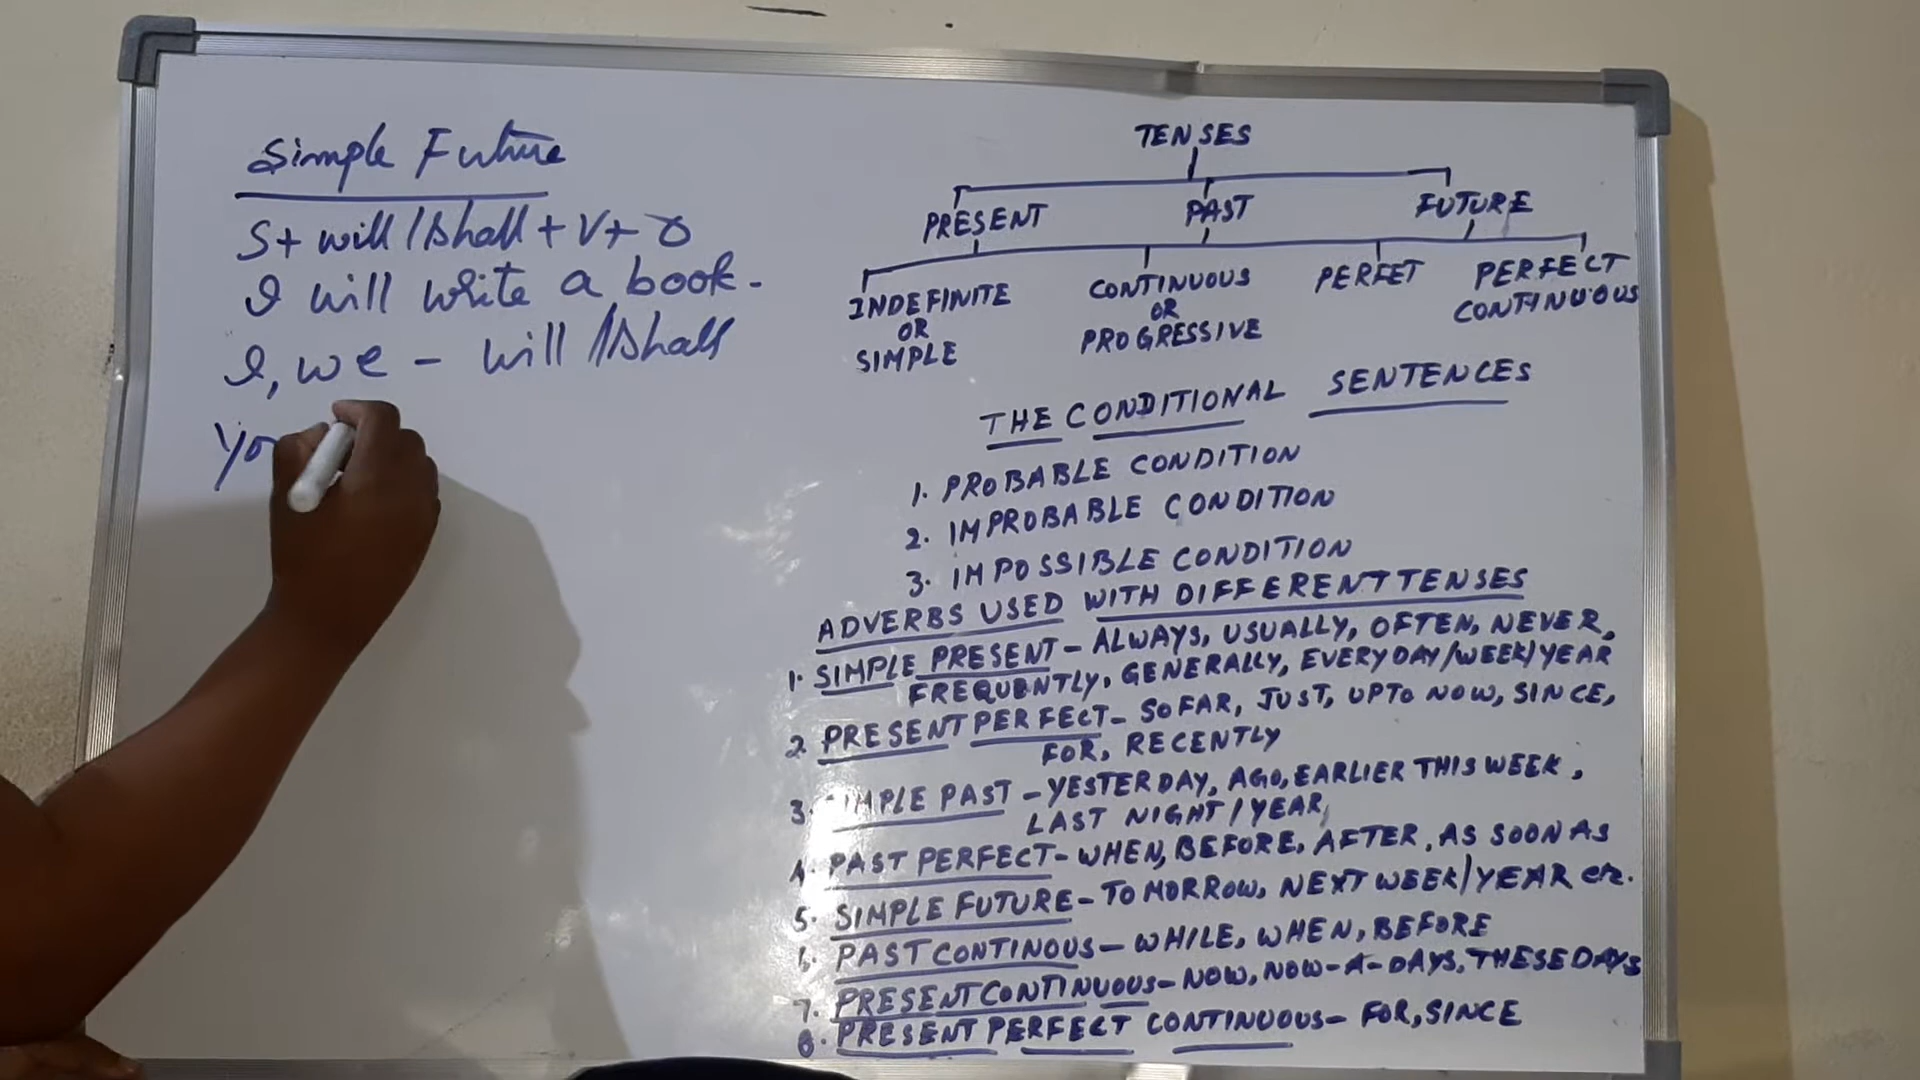 Simple Future
S+ will/shall + V+ O
I will write a book.
I, we - will//shall
yo
TENSES
PRESENT PAST FUTURE
INDEFINITE OR SIMPLE
CONTINUOUS OR PROGRESSIVE
PERFET
PERFECT CONTINUOUS
THE CONDITIONAL SENTENCES
1. PROBABLE CONDITION
2. IMPROBABLE CONDITION
3. IMPOSSIBLE CONDITION
ADVERBS USED WITH DIFFERENT TENSES
1. SIMPLE PRESENT - ALWAYS, USUALLY, OFTEN, NEVER,
FREQUENTLY, GENERALLY, EVERYDAY/WEEK/YEAR
2. PRESENT PERFECT - SO FAR, JUST, UPTO NOW, SINCE,
FOR, RECENTLY
3. SIMPLE PAST - YESTERDAY, AGO, EARLIER THIS WEEK,
LAST NIGHT/YEAR,
4. PAST PERFECT - WHEN, BEFORE, AFTER, AS SOON AS
5. SIMPLE FUTURE - TOMORROW, NEXT WEEK/YEAR etc.
6. PAST CONTINOUS - WHILE, WHEN, BEFORE
7. PRESENT CONTINUOUS - NOW, NOW-A-DAYS, THESE DAYS
8. PRESENT PERFECT CONTINUOUS - FOR, SINCE